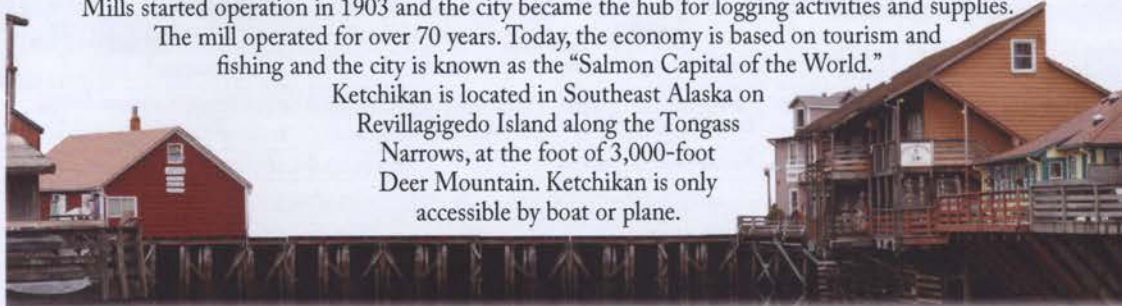 Mills started operation in 1903 and the city became the hub for logging activities and supplies.
The mill operated for over 70 years. Today, the economy is based on tourism and
fishing and the city is known as the “Salmon Capital of the World.”
Ketchikan is located in Southeast Alaska on
Revillagigedo Island along the Tongass
Narrows, at the foot of 3,000-foot
Deer Mountain. Ketchikan is only
accessible by boat or plane.